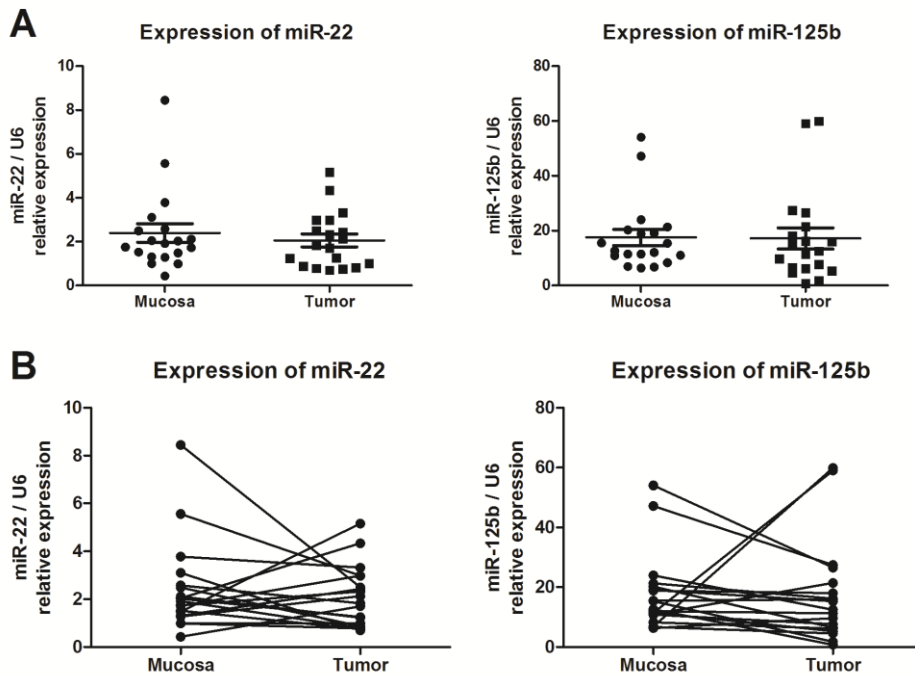 A
Expression of miR-22
miR-22 / U6
relative expression
10
8
6
4
2
0
Mucosa
Tumor
Expression of miR-125b
miR-125b / U6
relative expression
80
60
40
20
0
Mucosa
Tumor
B
Expression of miR-22
miR-22 / U6
relative expression
10
8
6
4
2
0
Mucosa
Tumor
Expression of miR-125b
miR-125b / U6
relative expression
80
60
40
20
0
Mucosa
Tumor